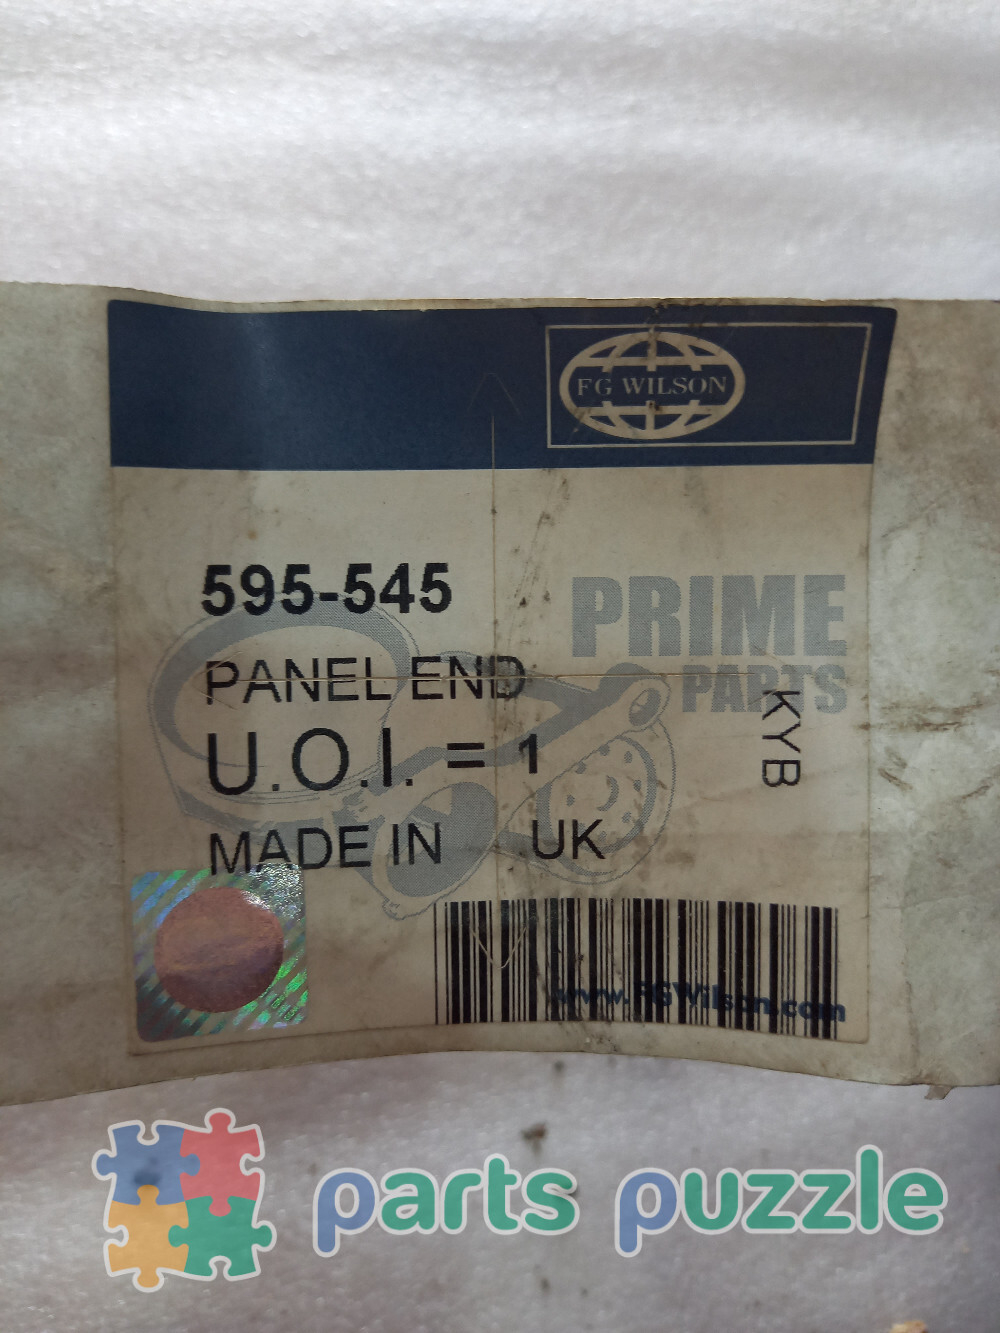 FG WILSON
595-545
PRIME
PARTS
PANEL END
KYB
U.O.I. = 1
MADE IN UK
www.FGWilson.com
parts puzzle